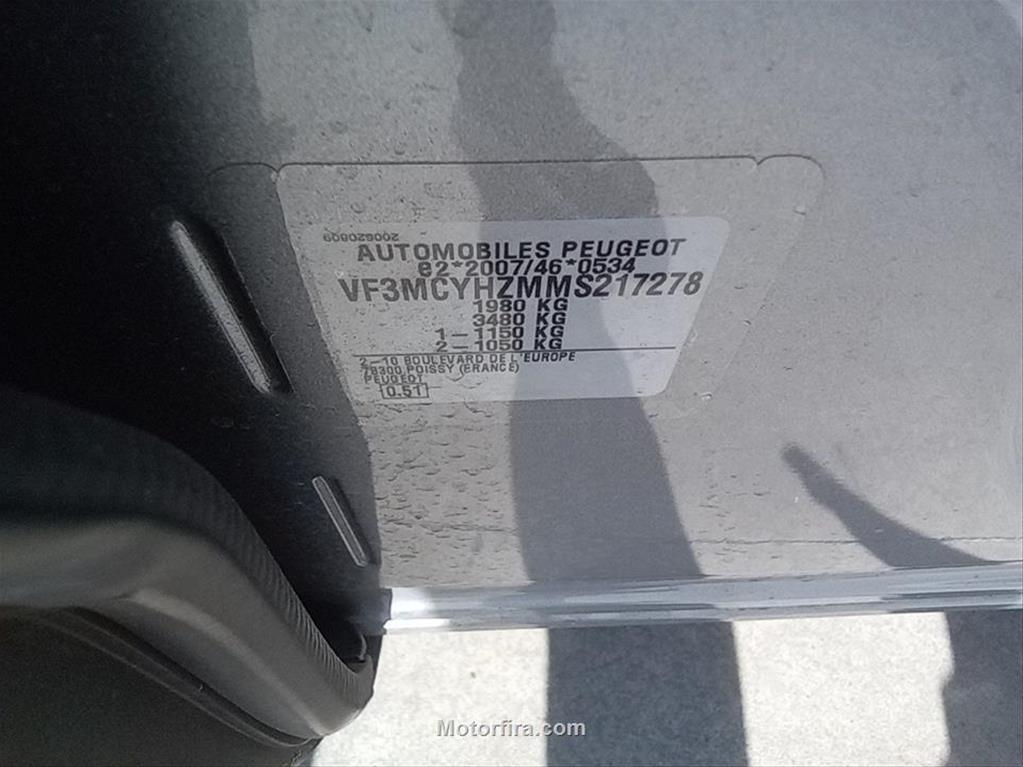 2006620809
AUTOMOBILES PEUGEOT
e2*2007/46*0534
VF3MCYHZMMS217278
1980 KG
3480 KG
1 – 1150 KG
2 – 1050 KG
2–10 BOULEVARD DE L'EUROPE
78300 POISSY (FRANCE)
PEUGEOT
0.51
Motorfira.com